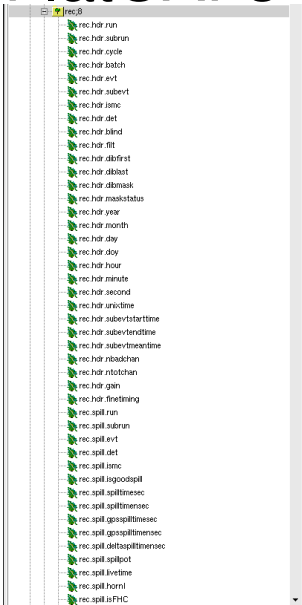 rec;8
rec.hdr.run
rec.hdr.subrun
rec.hdr.cycle
rec.hdr.batch
rec.hdr.evt
rec.hdr.subevt
rec.hdr.ismc
rec.hdr.det
rec.hdr.blind
rec.hdr.filt
rec.hdr.dibfirst
rec.hdr.diblast
rec.hdr.dibmask
rec.hdr.maskstatus
rec.hdr.year
rec.hdr.month
rec.hdr.day
rec.hdr.doy
rec.hdr.hour
rec.hdr.minute
rec.hdr.second
rec.hdr.unixtime
rec.hdr.subevtstarttime
rec.hdr.subevtendtime
rec.hdr.subevtmeantime
rec.hdr.nbadchan
rec.hdr.ntotchan
rec.hdr.gain
rec.hdr.finetiming
rec.spill.run
rec.spill.subrun
rec.spill.evt
rec.spill.det
rec.spill.ismc
rec.spill.isgoodspill
rec.spill.spilltimesec
rec.spill.spilltimensec
rec.spill.gpsspilltimesec
rec.spill.gpsspilltimensec
rec.spill.deltaspilltimensec
rec.spill.spillpot
rec.spill.livetime
rec.spill.hornI
rec.spill.isFHC